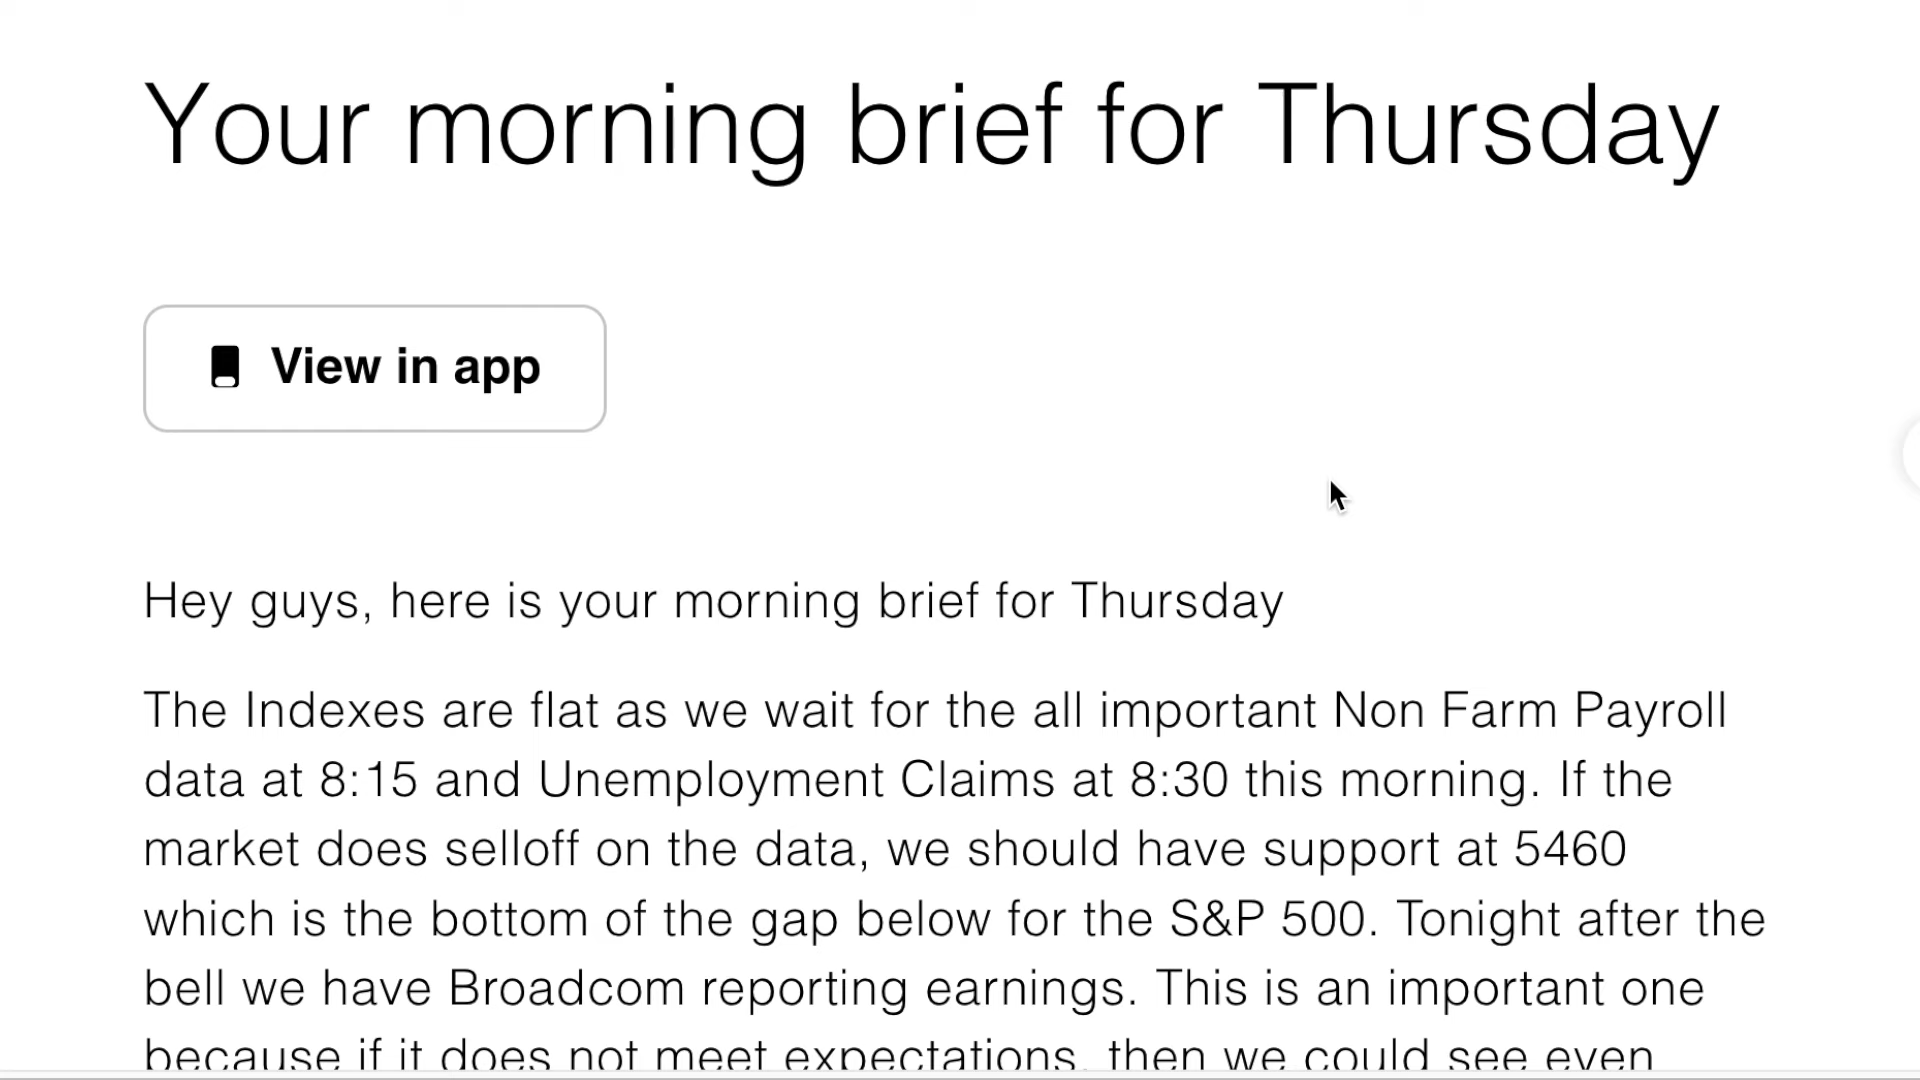 Your morning brief for Thursday
View in app
Hey guys, here is your morning brief for Thursday
The Indexes are flat as we wait for the all important Non Farm Payroll
data at 8:15 and Unemployment Claims at 8:30 this morning. If the
market does selloff on the data, we should have support at 5460
which is the bottom of the gap below for the S&P 500. Tonight after the
bell we have Broadcom reporting earnings. This is an important one
because if it does not meet expectations, then we could see even